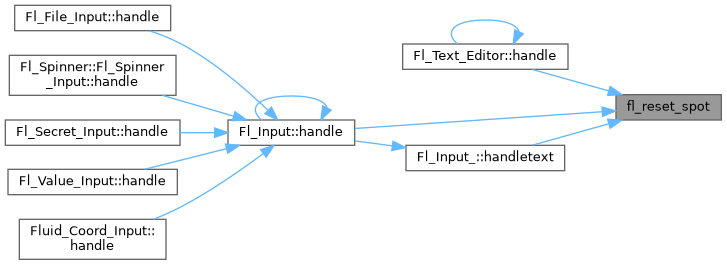 Fl_File_Input::handle
Fl_Spinner::Fl_Spinner
_Input::handle
Fl_Secret_Input::handle
Fl_Value_Input::handle
Fluid_Coord_Input::
handle
Fl_Input::handle
Fl_Text_Editor::handle
Fl_Input_::handletext
fl_reset_spot